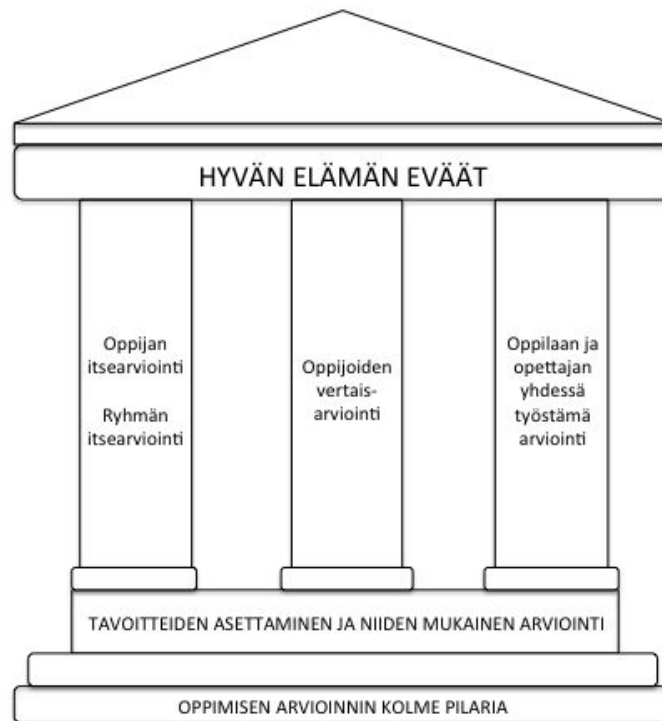 HYVÄN ELÄMÄN EVÄÄT
Oppijan
itsearviointi
Ryhmän
itsearviointi
Oppijoiden
vertais-
arviointi
Oppilaan ja
opettajan
yhdessä
työstämä
arviointi
TAVOITTEIDEN ASETTAMINEN JA NIIDEN MUKAINEN ARVIOINTI
OPPIMISEN ARVIOINNIN KOLME PILARIA